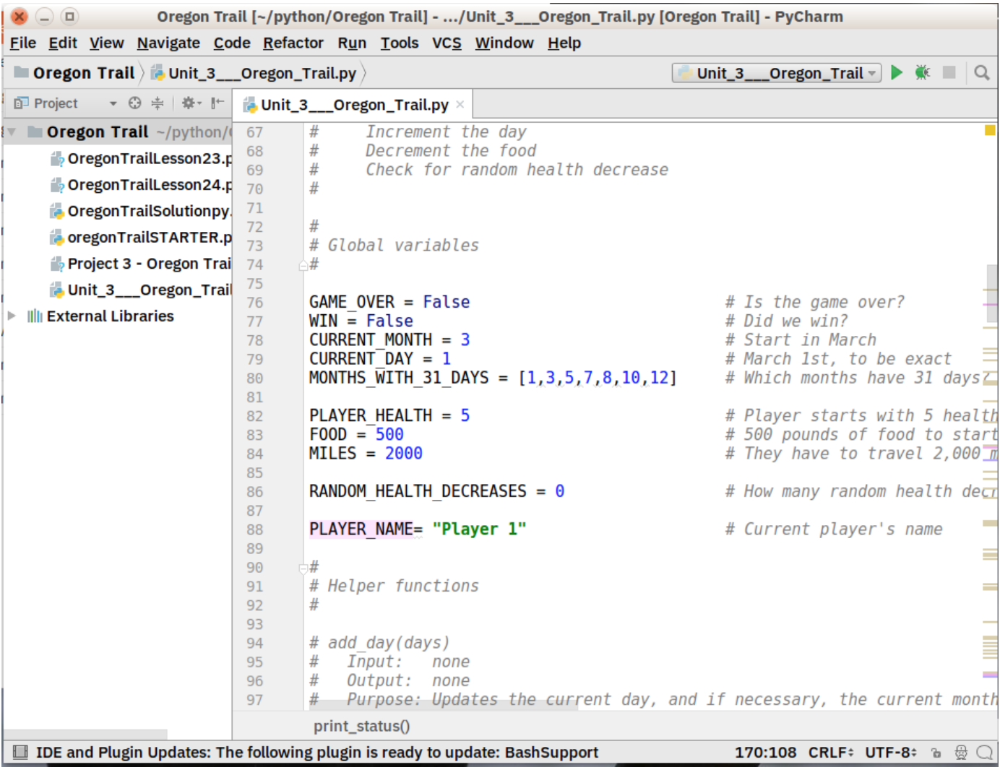 Oregon Trail [~/python/Oregon Trail] - .../Unit_3___Oregon_Trail.py [Oregon Trail] - PyCharm
File Edit View Navigate Code Refactor Run Tools VCS Window Help
Oregon Trail Unit_3___Oregon_Trail.py Unit_3___Oregon_Trail
Project Unit_3___Oregon_Trail.py
Oregon Trail ~/python/
OregonTrailLesson23.p
OregonTrailLesson24.p
OregonTrailSolutionpy.
oregonTrailSTARTER.p
Project 3 - Oregon Trai
Unit_3___Oregon_Trail
External Libraries
67 #     Increment the day
68 #     Decrement the food
69 #     Check for random health decrease
70 #
71
72 #
73 # Global variables
74 #
75
76 GAME_OVER = False # Is the game over?
77 WIN = False # Did we win?
78 CURRENT_MONTH = 3 # Start in March
79 CURRENT_DAY = 1 # March 1st, to be exact
80 MONTHS_WITH_31_DAYS = [1,3,5,7,8,10,12] # Which months have 31 days?
81
82 PLAYER_HEALTH = 5 # Player starts with 5 health
83 FOOD = 500 # 500 pounds of food to start
84 MILES = 2000 # They have to travel 2,000 m
85
86 RANDOM_HEALTH_DECREASES = 0 # How many random health decr
87
88 PLAYER_NAME= "Player 1" # Current player's name
89
90 #
91 # Helper functions
92 #
93
94 # add_day(days)
95 #   Input:   none
96 #   Output:  none
97 #   Purpose: Updates the current day, and if necessary, the current month
print_status()
IDE and Plugin Updates: The following plugin is ready to update: BashSupport 170:108 CRLF UTF-8